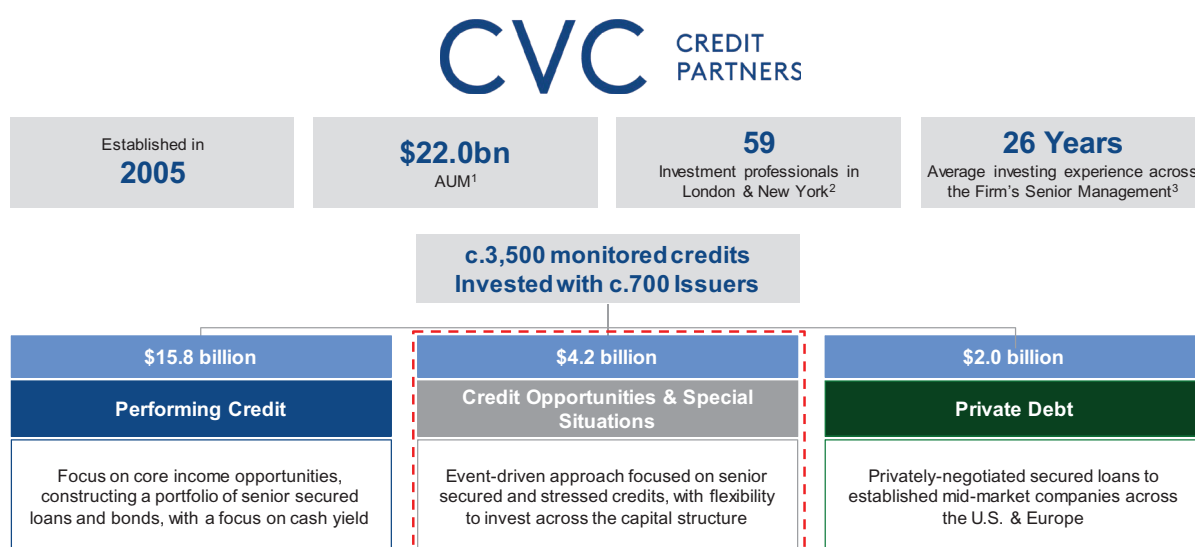 CVC CREDIT
PARTNERS
Established in
2005
$22.0bn
AUM1
59
Investment professionals in
London & New York2
26 Years
Average investing experience across
the Firm's Senior Management3
c.3,500 monitored credits
Invested with c.700 Issuers
$15.8 billion
$4.2 billion
$2.0 billion
Performing Credit
Credit Opportunities & Special
Situations
Private Debt
Focus on core income opportunities,
constructing a portfolio of senior secured
loans and bonds, with a focus on cash yield
Event-driven approach focused on senior
secured and stressed credits, with flexibility
to invest across the capital structure
Privately-negotiated secured loans to
established mid-market companies across
the U.S. & Europe